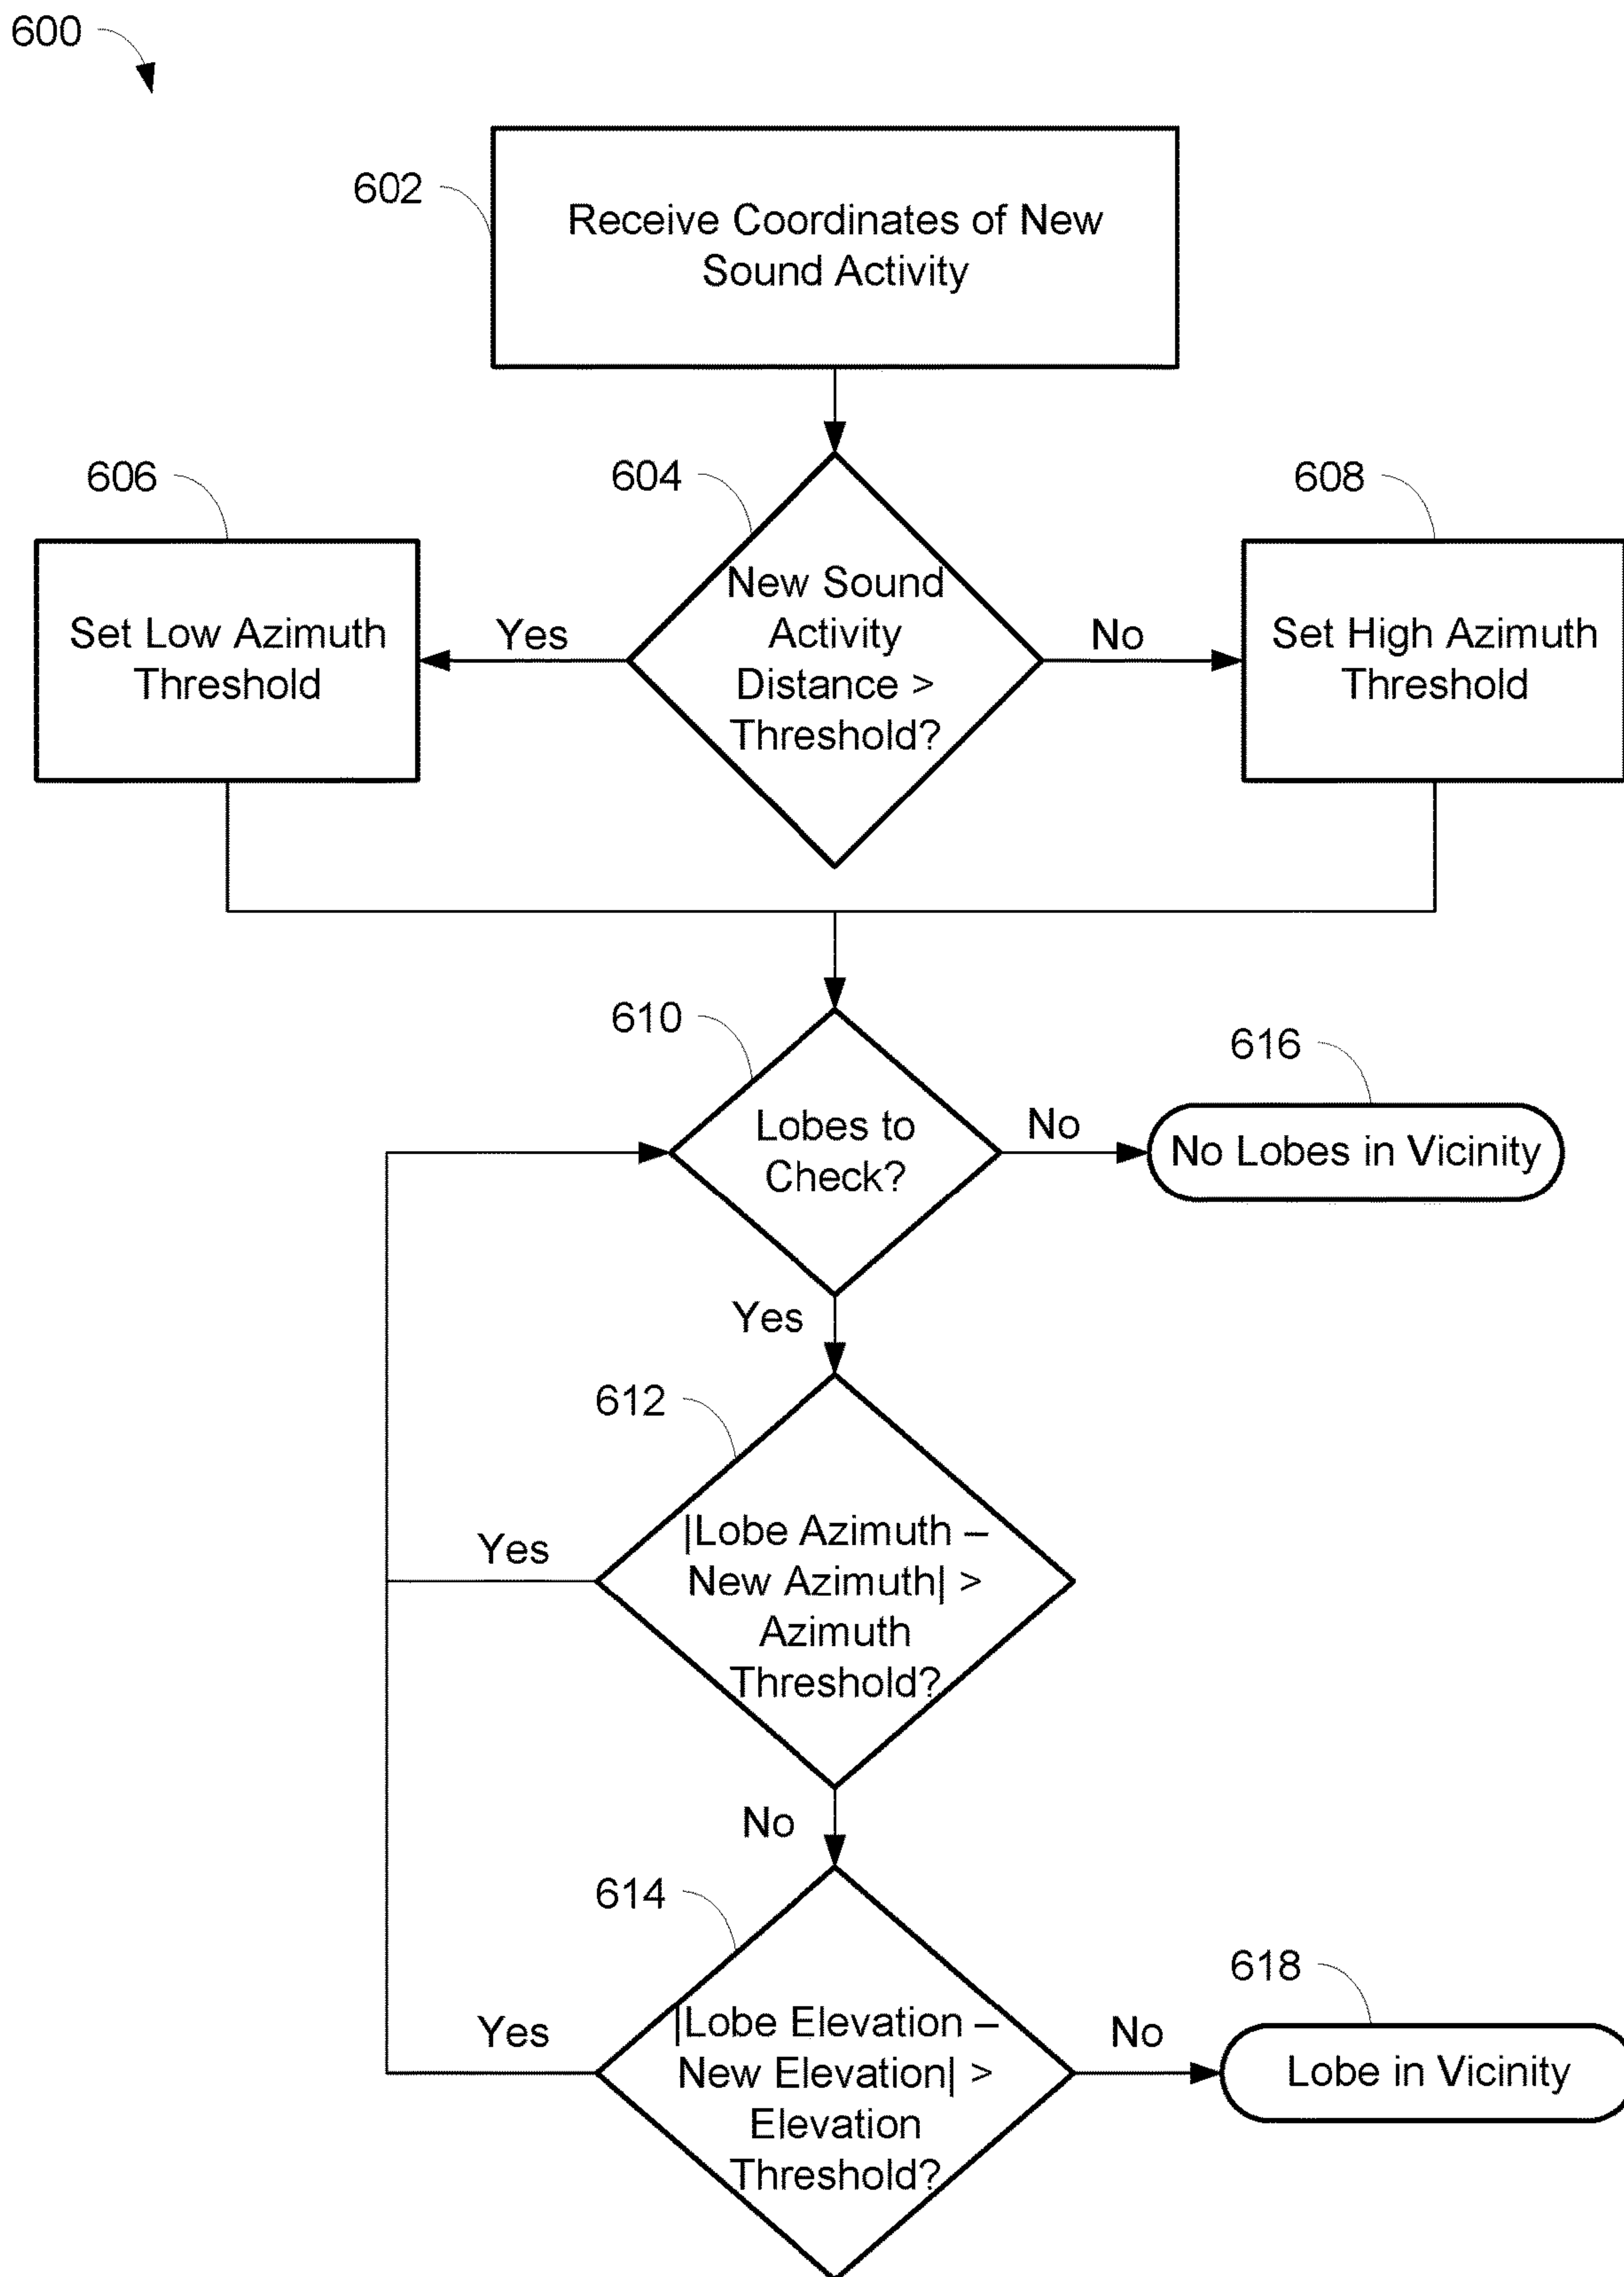 600
602
Receive Coordinates of New
Sound Activity
606
604
608
New Sound
Activity
Distance >
Threshold?
Set Low Azimuth
Threshold
Yes
No
Set High Azimuth
Threshold
610
616
Lobes to
Check?
No
No Lobes in Vicinity
Yes
612
|Lobe Azimuth –
New Azimuth| >
Azimuth
Threshold?
Yes
No
614
618
|Lobe Elevation –
New Elevation| >
Elevation
Threshold?
Yes
No
Lobe in Vicinity